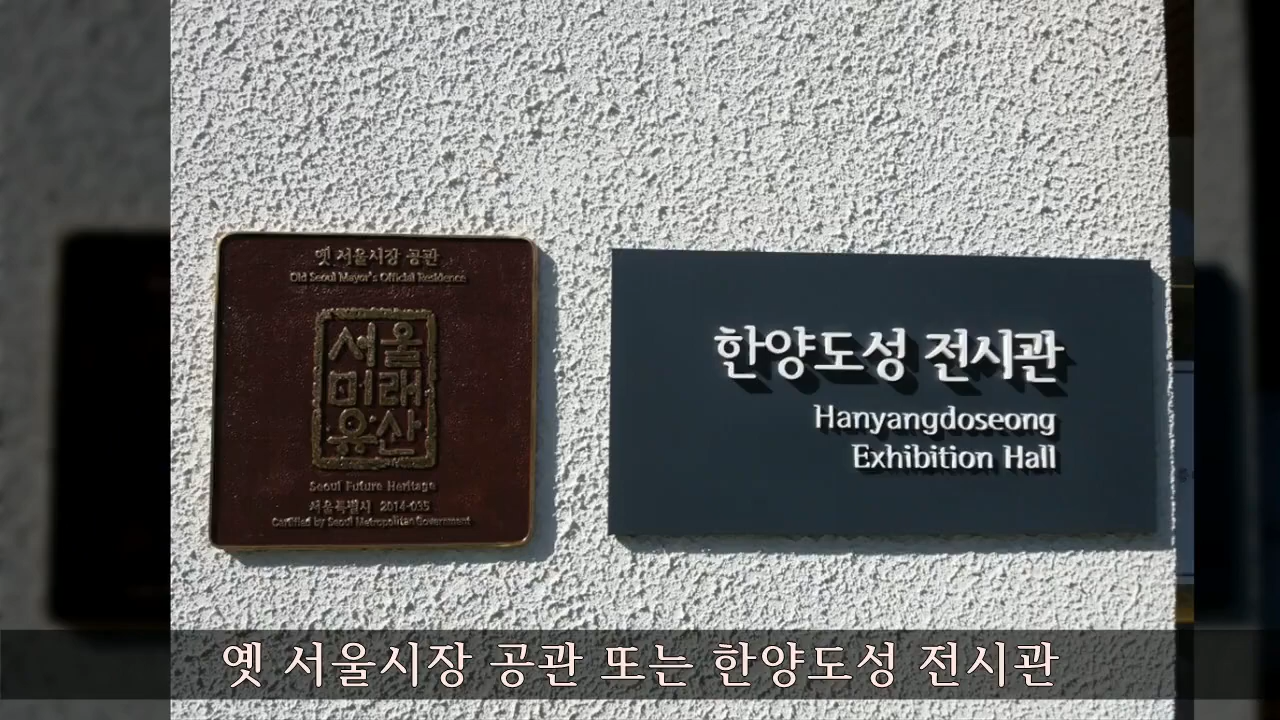 옛 서울시장 공관
Old Seoul Mayor's Official Residence
서울
미래
유산
Seoul Future Heritage
서울특별시 2014-035
Certified by Seoul Metropolitan Government
한양도성 전시관
Hanyangdoseong
Exhibition Hall
옛 서울시장 공관 또는 한양도성 전시관